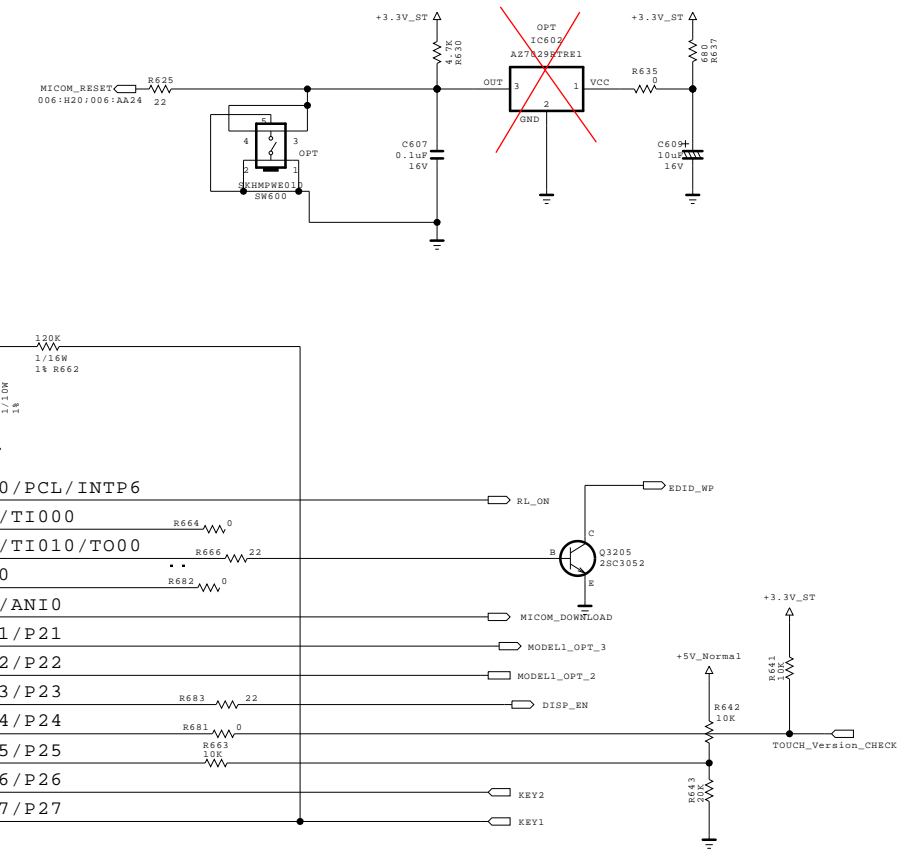 +3.3V_ST
4.7K
R630
OPT
IC602
AZ7029RTRE1
+3.3V_ST
680
R637
MICOM_RESET
006:H20;006:AA24
R625
22
OUT
3
1
VCC
2
GND
R635
0
5
4
3
OPT
2
1
SKHMPWE010
SW600
C607
0.1uF
16V
C609
10uF
16V
+
120K
1/16W
1% R662
1/10W
1%
0/PCL/INTP6
RL_ON
EDID_WP
/TI000
R664
0
/TI010/TO00
R666
22
B
C
E
Q3205
2SC3052
0
R682
0
/ANI0
MICOM_DOWNLOAD
1/P21
MODEL1_OPT_3
2/P22
MODEL1_OPT_2
3/P23
R683
22
DISP_EN
+3.3V_ST
R641
10K
+5V_Normal
R642
10K
4/P24
R681
0
TOUCH_Version_CHECK
5/P25
R663
10K
R643
20K
6/P26
KEY2
7/P27
KEY1